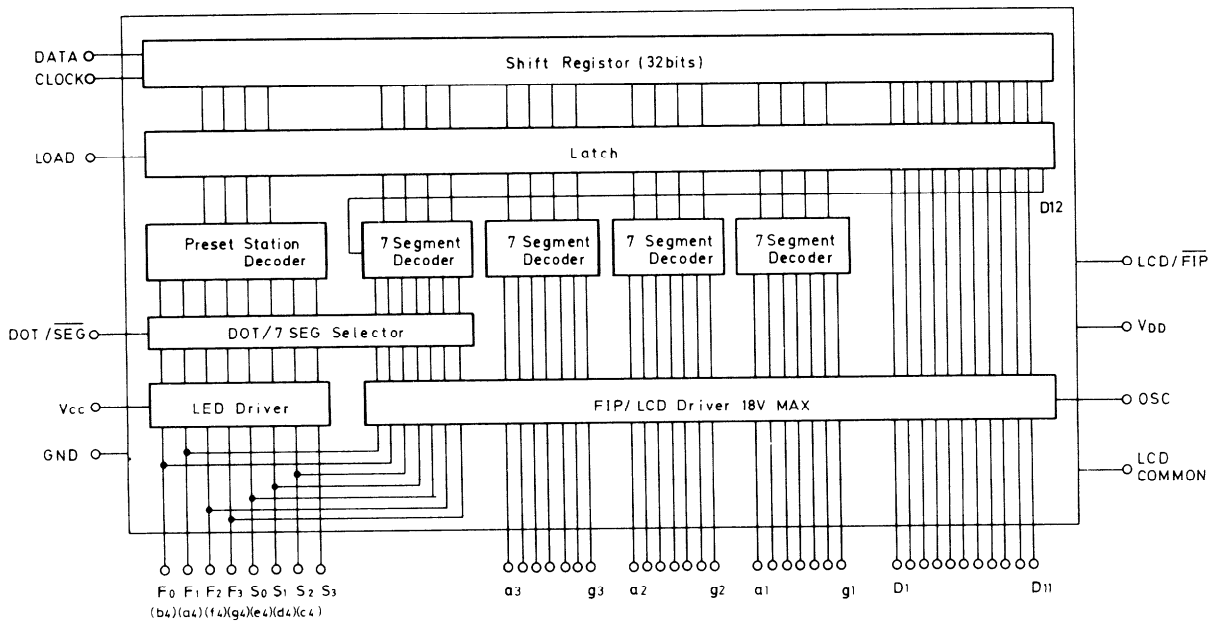 DATA
CLOCK
Shift Registor (32bits)
LOAD
Latch
D12
Preset Station
Decoder
7 Segment
Decoder
7 Segment
Decoder
7 Segment
Decoder
7 Segment
Decoder
LCD/F̅I̅P̅
DOT/S̅E̅G̅
DOT/7 SEG Selector
VDD
Vcc
LED Driver
FIP/LCD Driver 18V MAX
OSC
GND
LCD
COMMON
F0 F1 F2 F3 S0 S1 S2 S3
(b4)(a4)(f4)(g4)(e4)(d4)(c4)
a3 g3 a2 g2 a1 g1 D1 D11